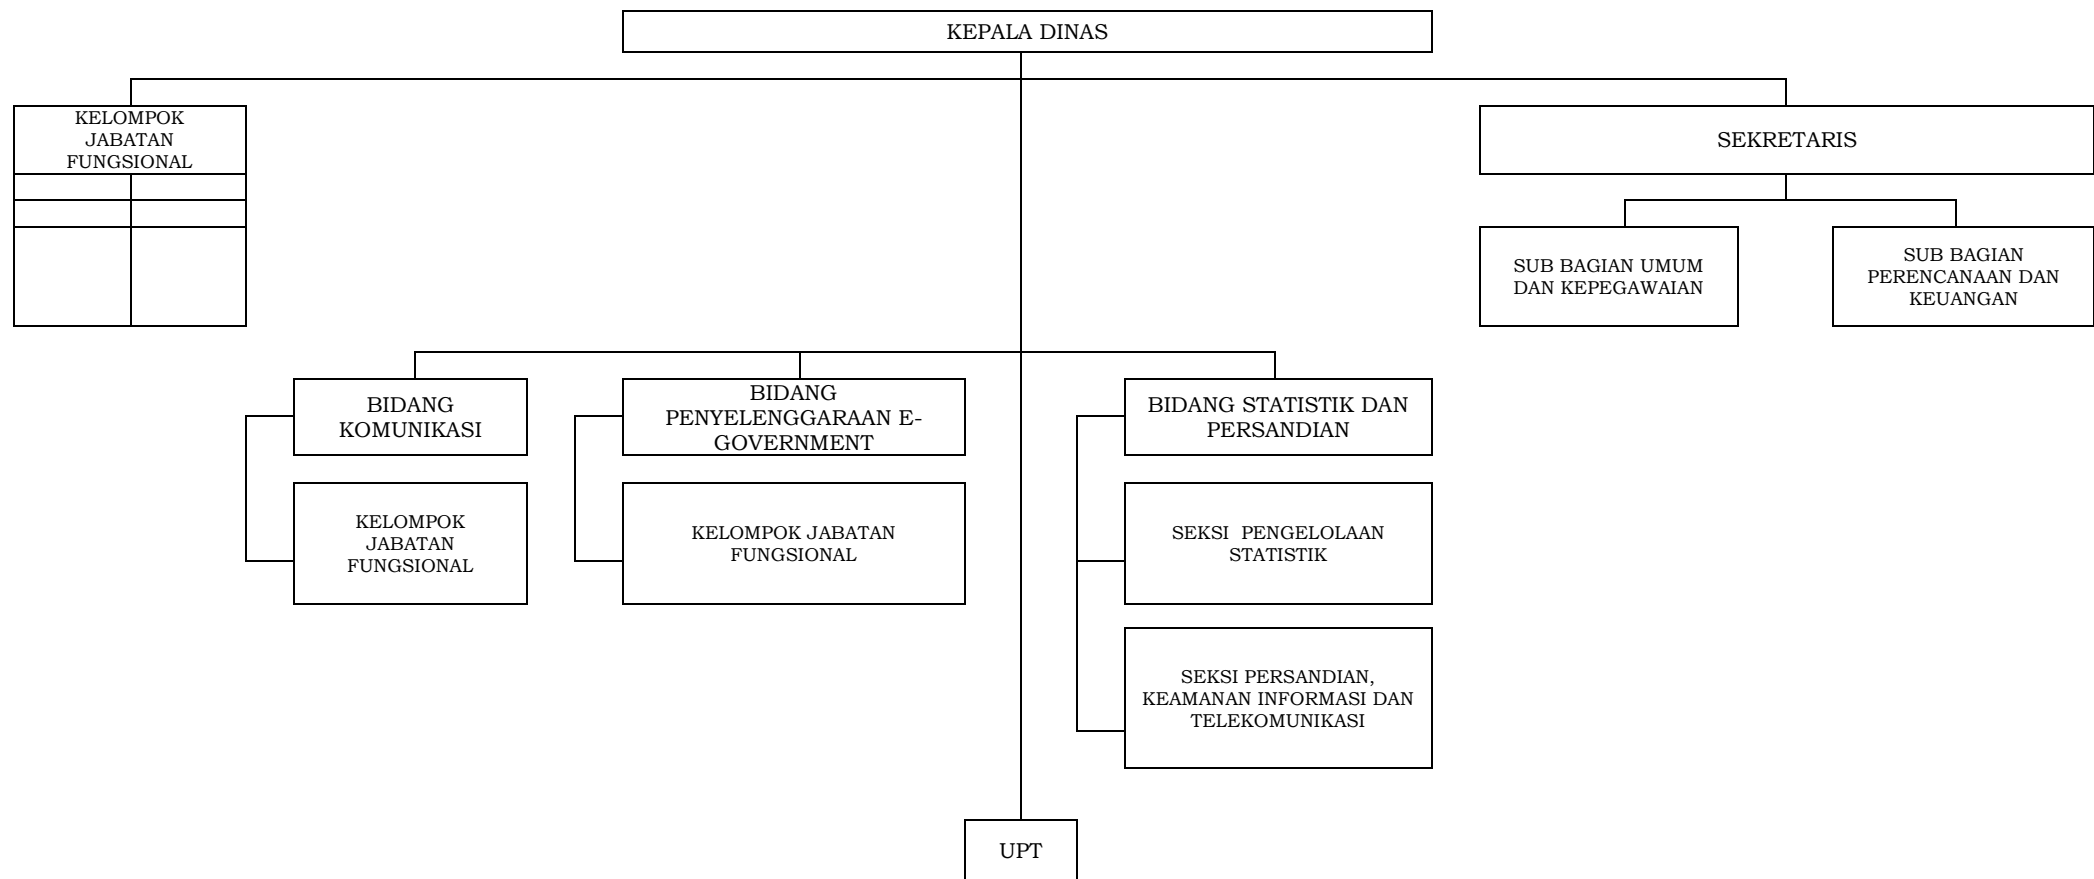 KEPALA DINAS
KELOMPOK
JABATAN
FUNGSIONAL
SEKRETARIS
SUB BAGIAN UMUM
DAN KEPEGAWAIAN
SUB BAGIAN
PERENCANAAN DAN
KEUANGAN
BIDANG
KOMUNIKASI
BIDANG
PENYELENGGARAAN E-
GOVERNMENT
BIDANG STATISTIK DAN
PERSANDIAN
KELOMPOK
JABATAN
FUNGSIONAL
KELOMPOK JABATAN
FUNGSIONAL
SEKSI  PENGELOLAAN
STATISTIK
SEKSI PERSANDIAN,
KEAMANAN INFORMASI DAN
TELEKOMUNIKASI
UPT